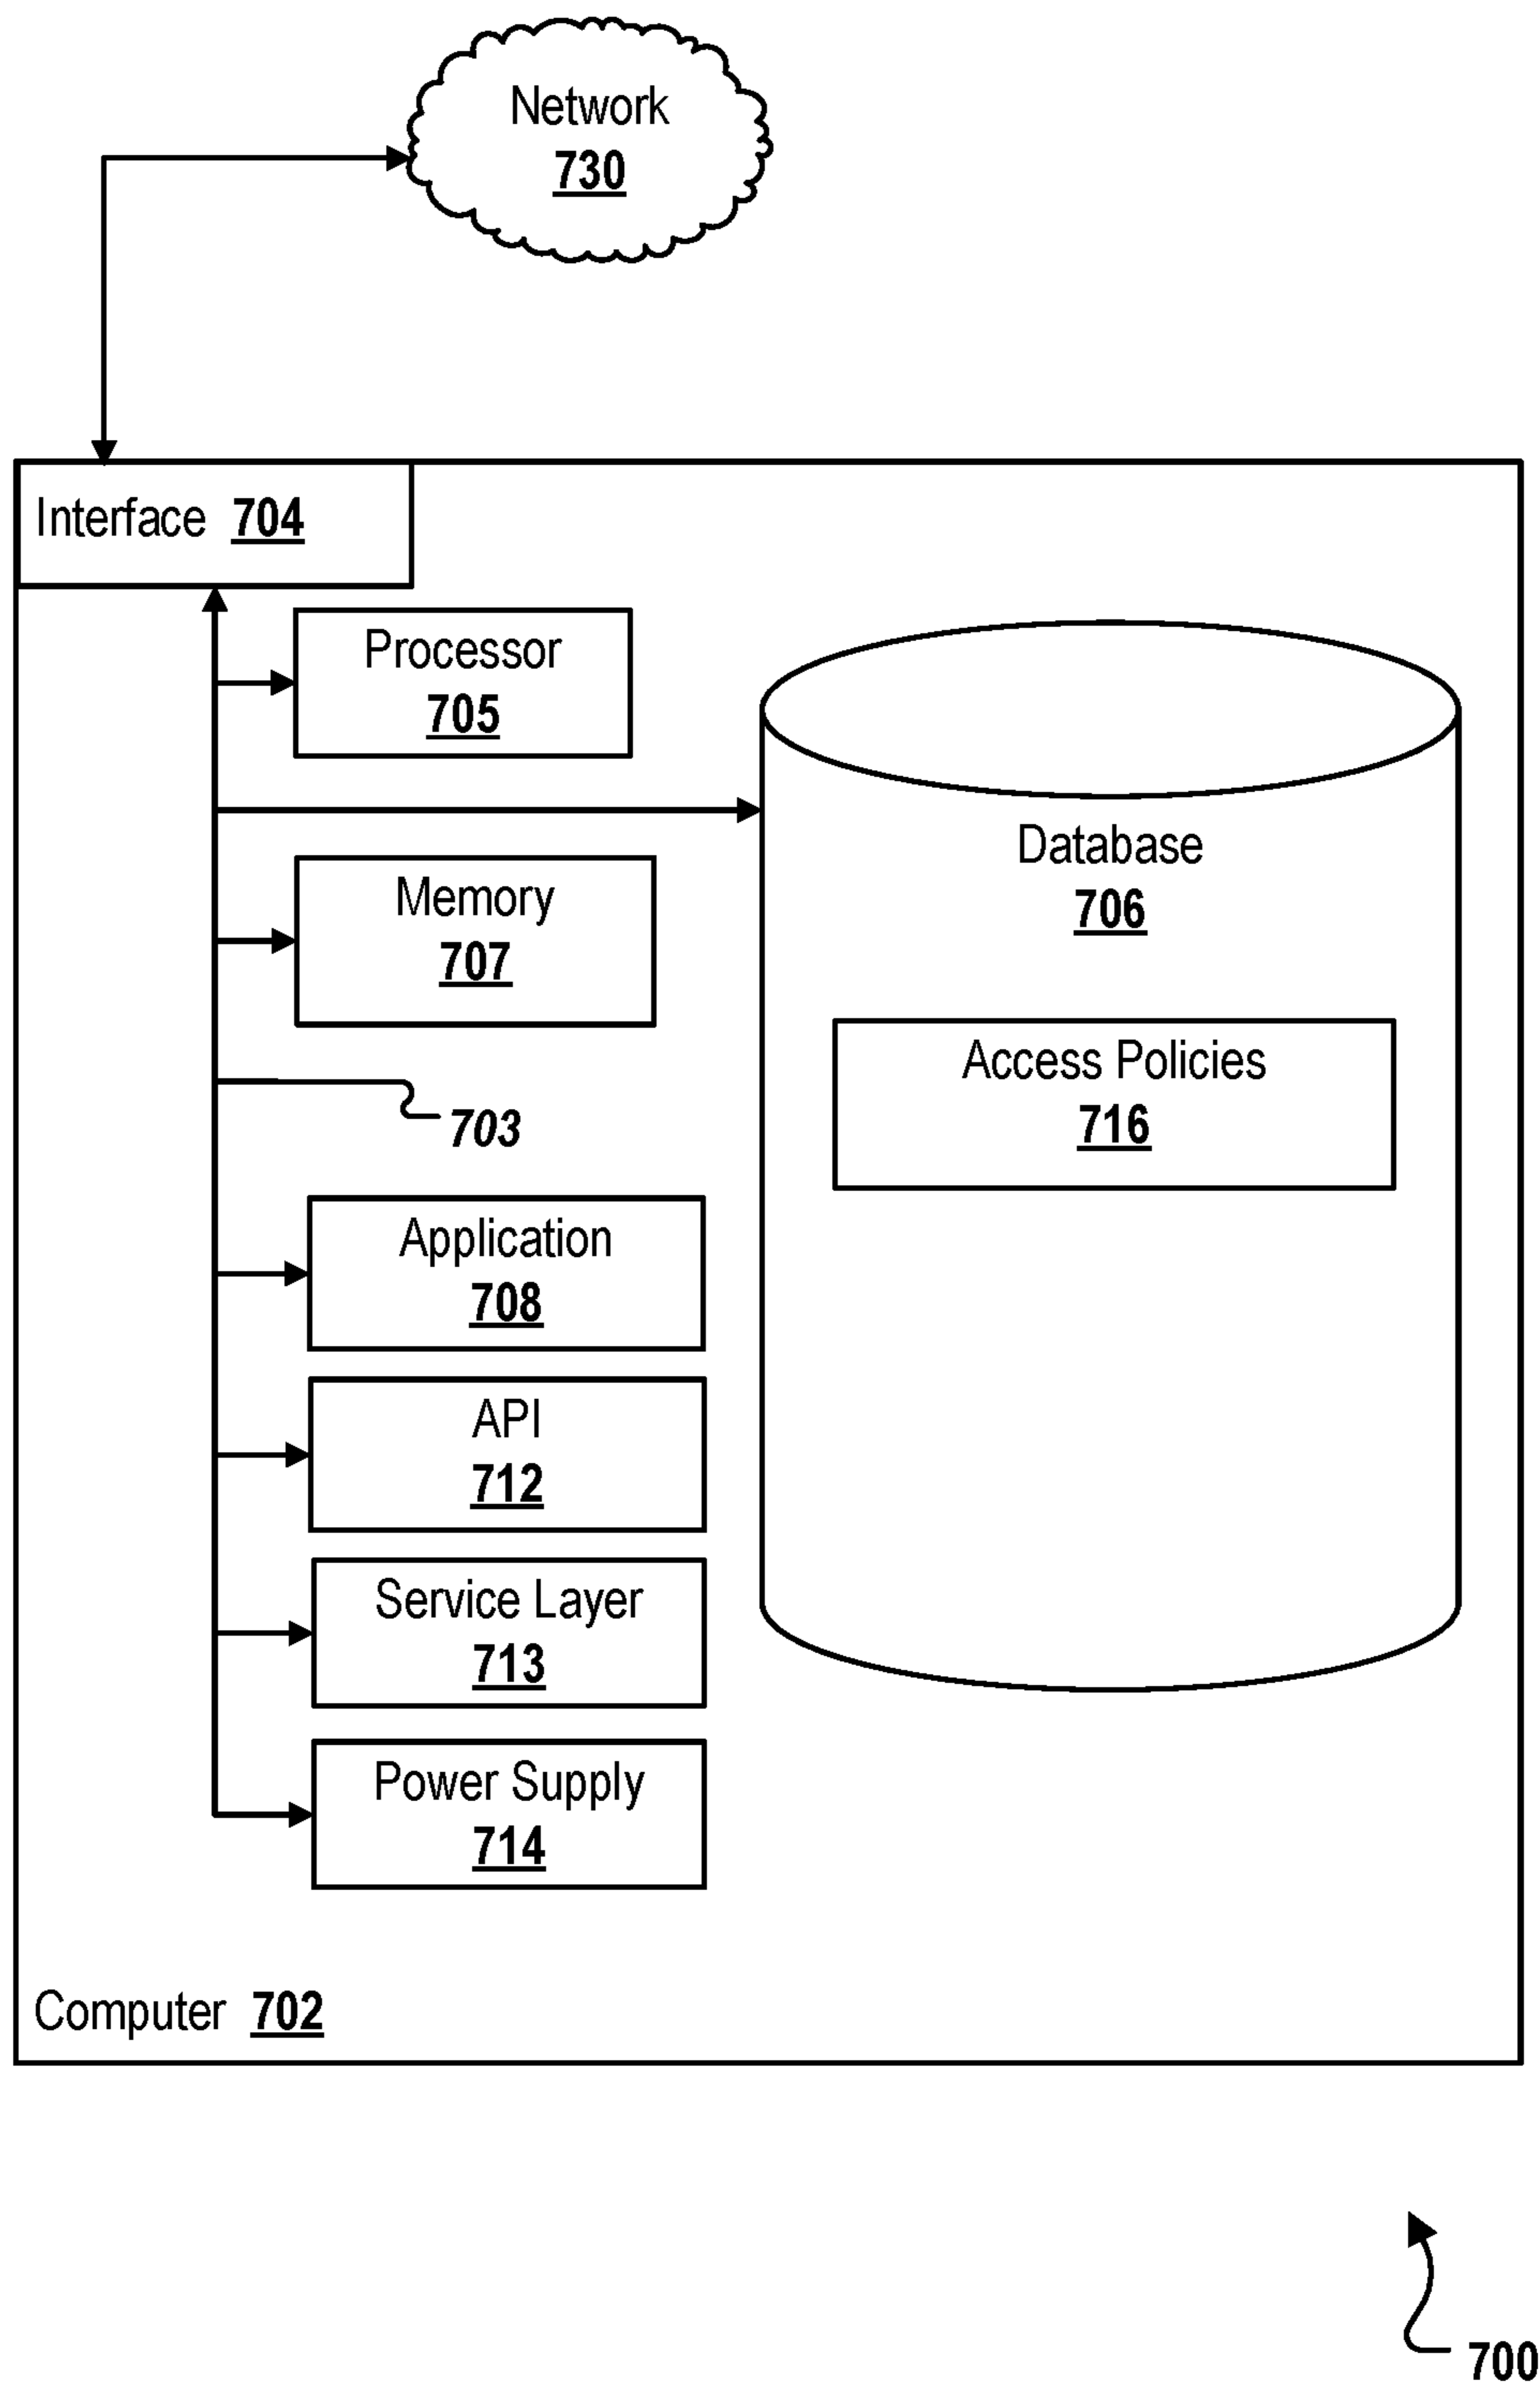 Network
730
Interface 704
Processor
705
Database
706
Memory
707
Access Policies
716
703
Application
708
API
712
Service Layer
713
Power Supply
714
Computer 702
700